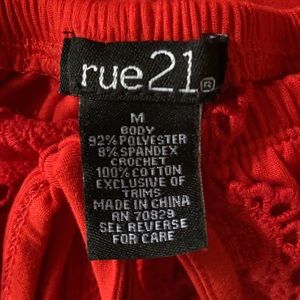 rue21®
M
BODY
92% POLYESTER
8% SPANDEX
CROCHET
100% COTTON
EXCLUSIVE OF
TRIMS
MADE IN CHINA
RN 70829
SEE REVERSE
FOR CARE